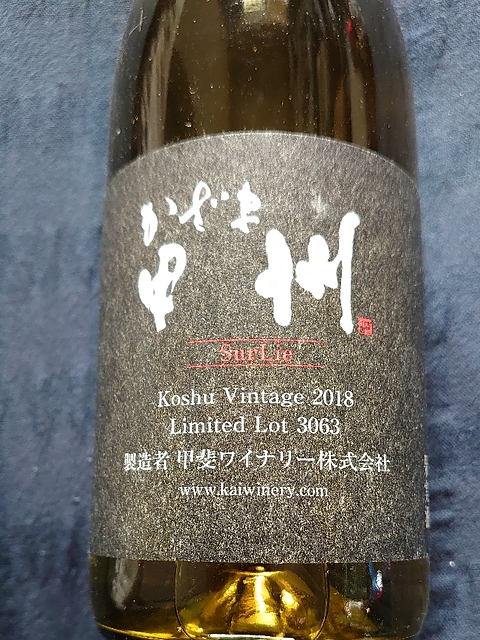 かざま
甲州
SurLie
Koshu Vintage 2018
Limited Lot 3063
製造者 甲斐ワイナリー株式会社
www.kaiwinery.com